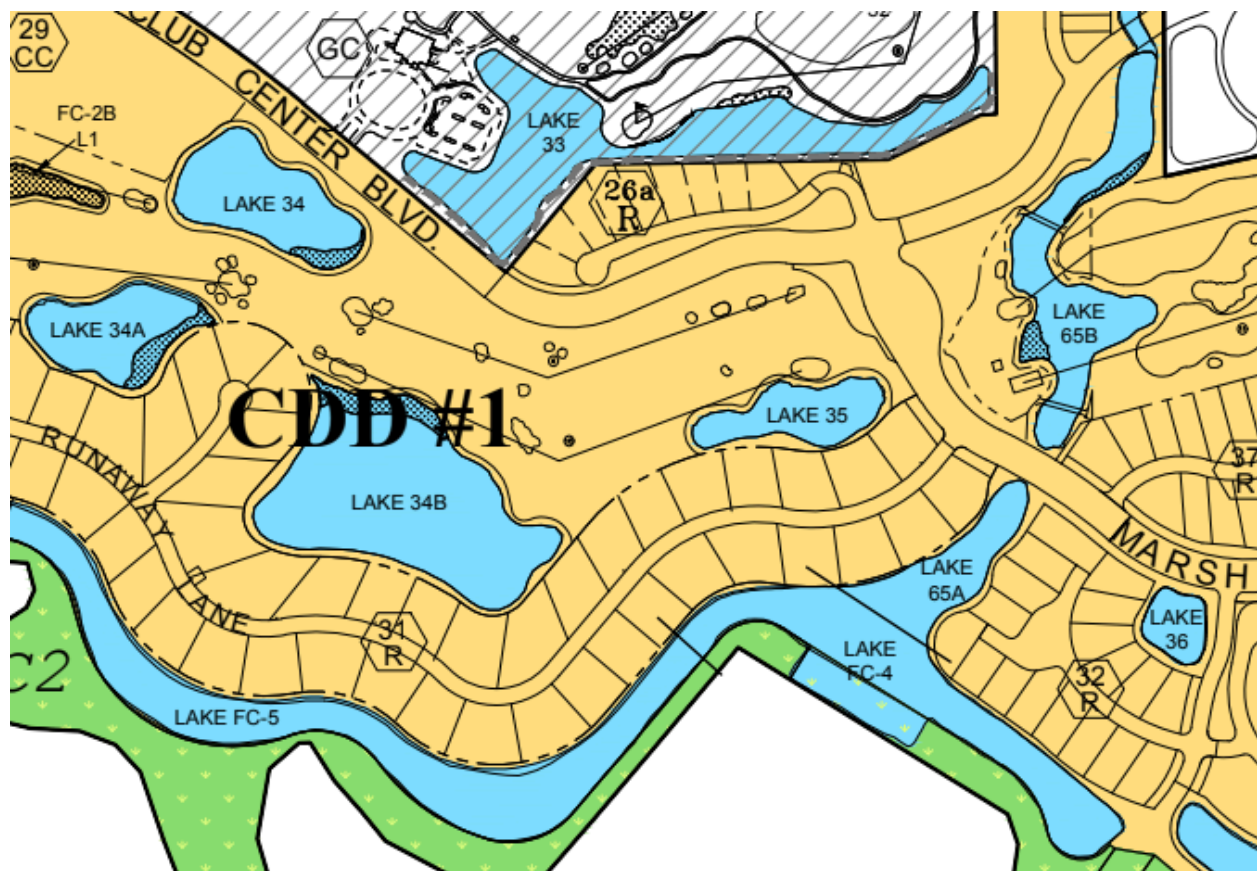 29
CC
CLUB CENTER BLVD.
GC
FC-2B
L1
LAKE
33
LAKE 34
26a
R
LAKE 34A
LAKE
65B
CDD #1
LAKE 35
RUNAWAY LANE
LAKE 34B
37
R
MARSH
LAKE
65A
LAKE
36
31
R
LAKE
FC-4
C2
32
R
LAKE FC-5